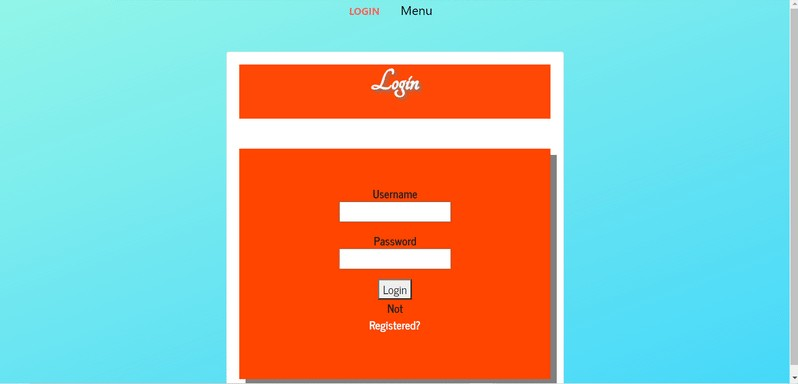 LOGIN Menu
Login
Username
Password
Login
Not
Registered?